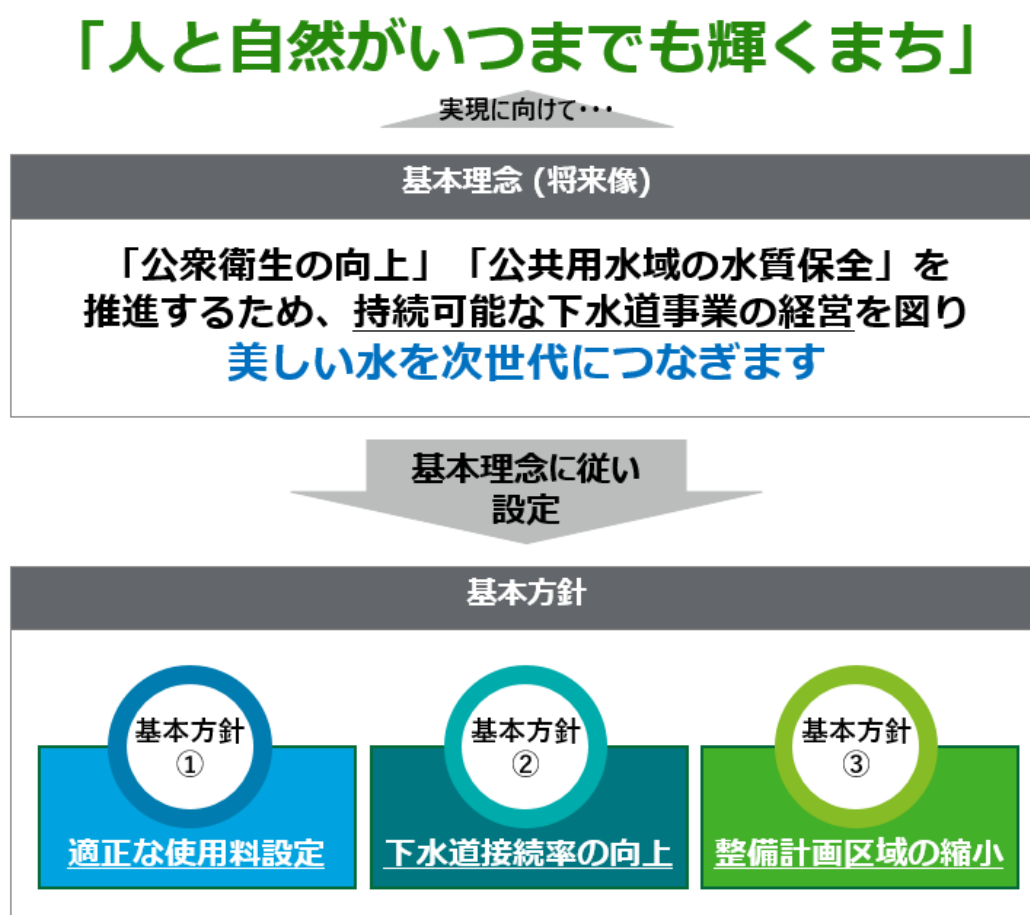 「人と自然がいつまでも輝くまち」
実現に向けて・・・
基本理念 (将来像)
「公衆衛生の向上」「公共用水域の水質保全」を
推進するため、持続可能な下水道事業の経営を図り
美しい水を次世代につなぎます
基本理念に従い
設定
基本方針
基本方針
①
適正な使用料設定
基本方針
②
下水道接続率の向上
基本方針
③
整備計画区域の縮小